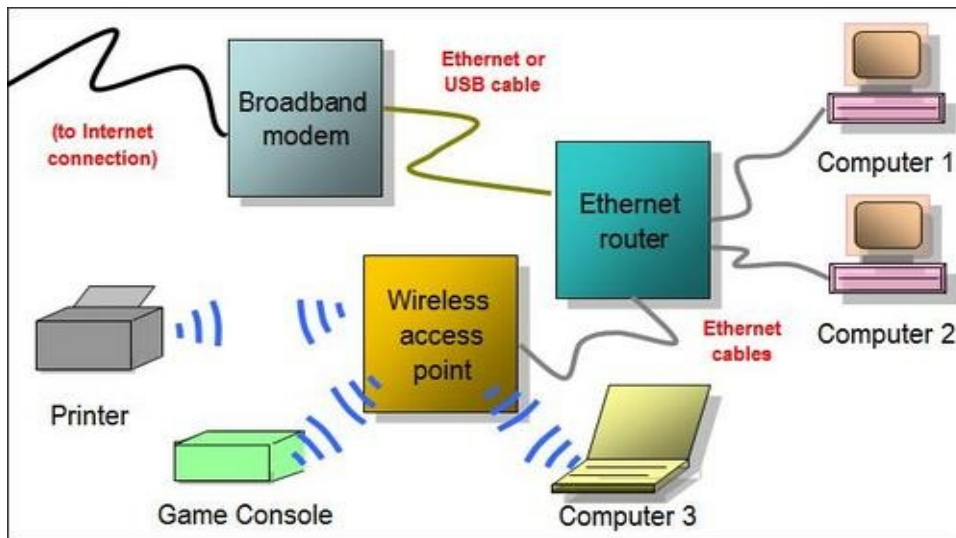 Ethernet or
USB cable
Broadband
modem
(to Internet
connection)
Computer 1
Ethernet
router
Wireless
access
point
Ethernet
cables
Computer 2
Printer
Game Console
Computer 3